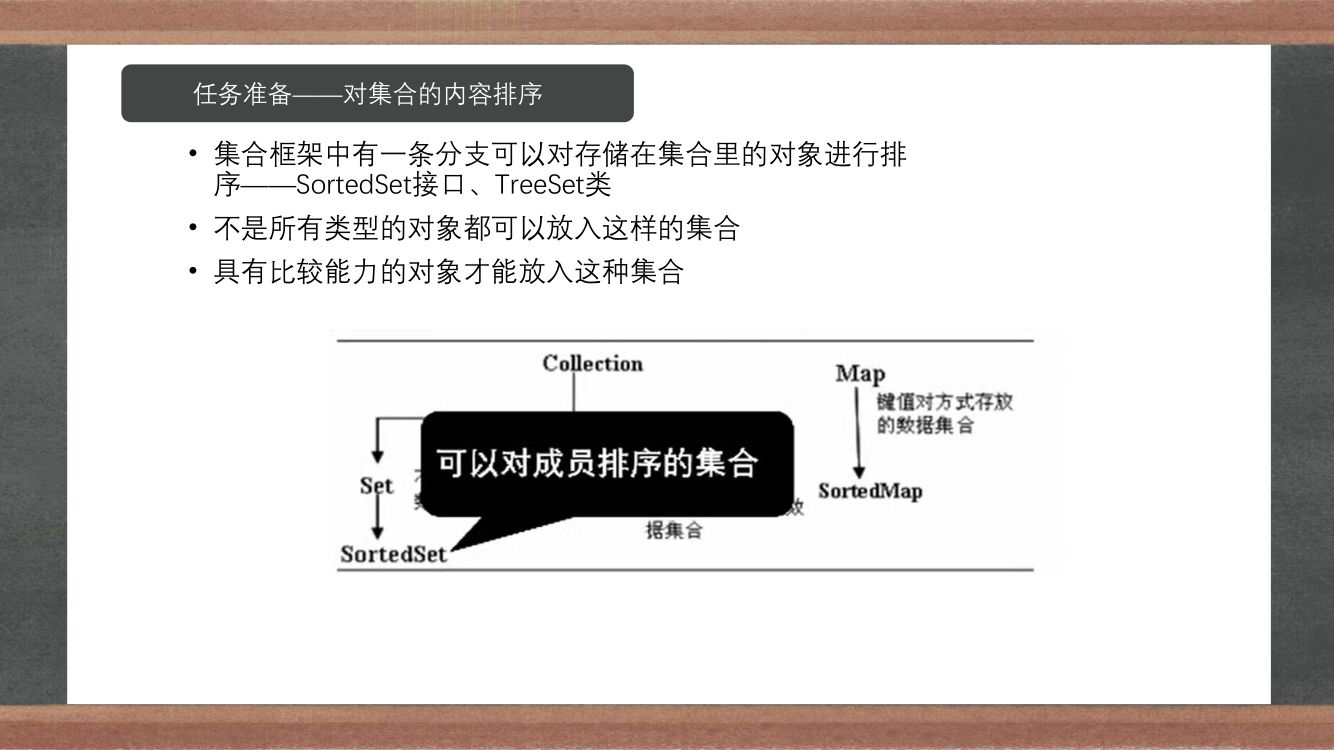 任务准备——对集合的内容排序
• 集合框架中有一条分支可以对存储在集合里的对象进行排
序——SortedSet接口、TreeSet类
• 不是所有类型的对象都可以放入这样的集合
• 具有比较能力的对象才能放入这种集合
Collection
Map
键值对方式存放
的数据集合
可以对成员排序的集合
Set
SortedMap
据集合
SortedSet